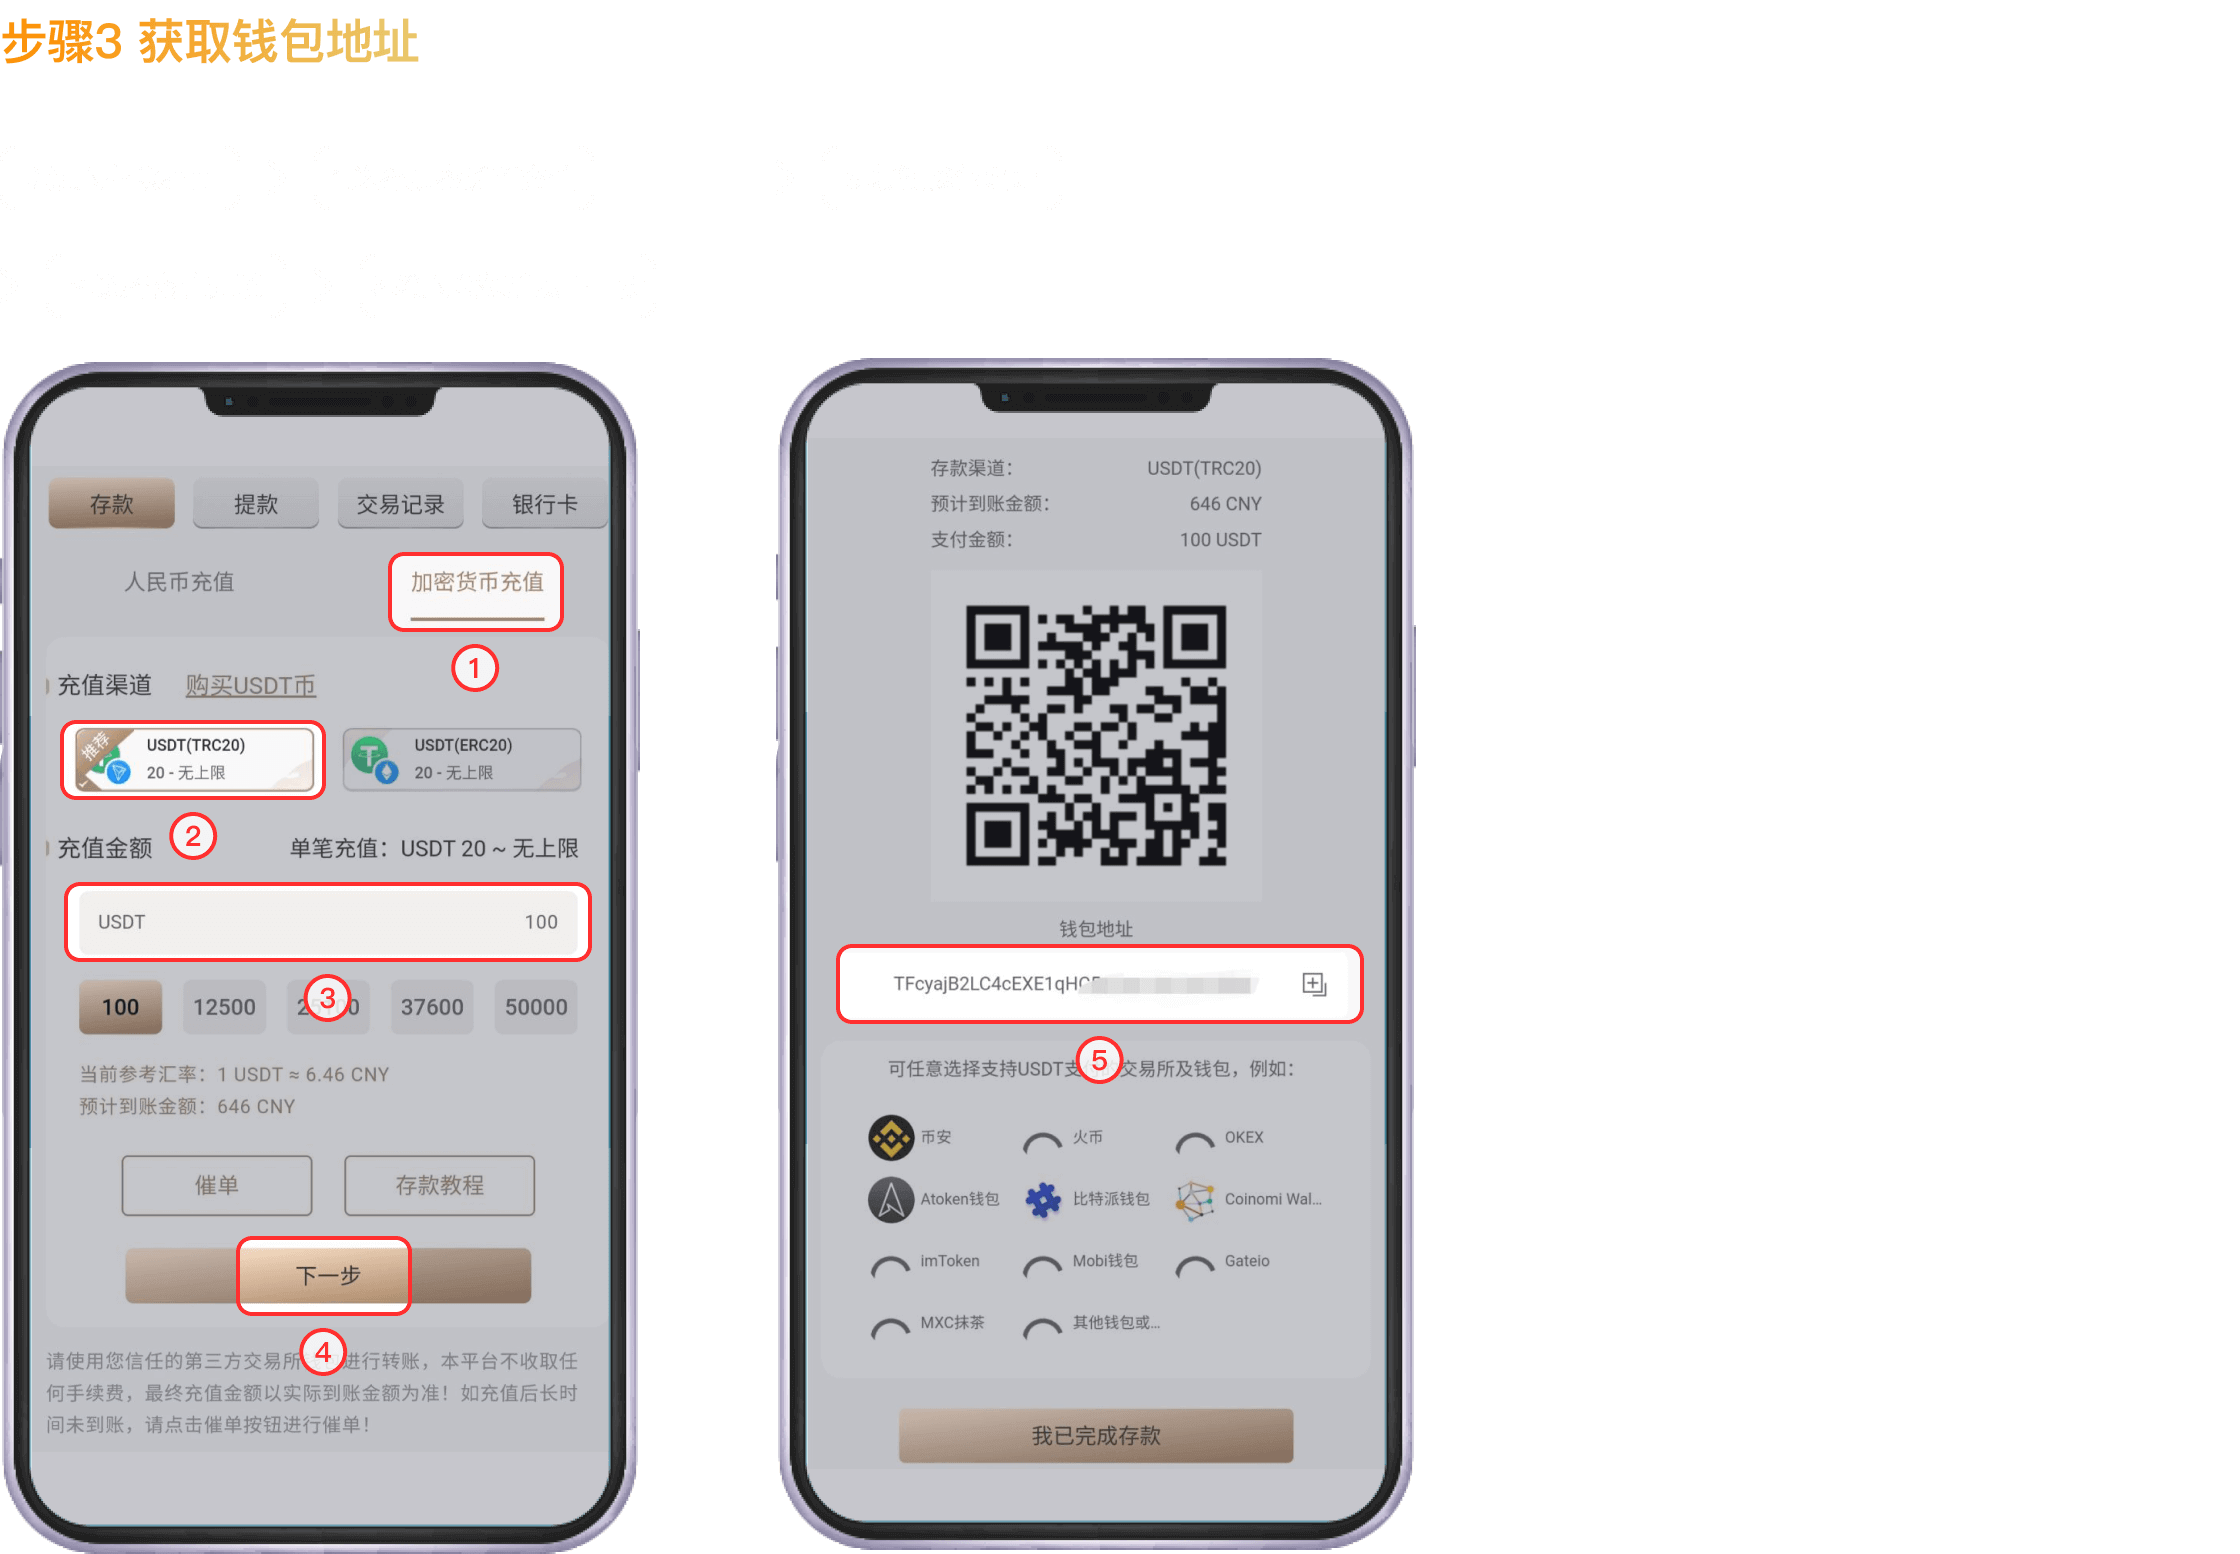 步骤3 获取钱包地址
存款 提款 交易记录 银行卡
人民币充值 加密货币充值
1
充值渠道 购买USDT币
推荐 USDT(TRC20) USDT(ERC20)
20 - 无上限 20 - 无上限
2
充值金额 单笔充值：USDT 20 ~ 无上限
USDT 100
3
100 12500 37600 50000
当前参考汇率：1 USDT ≈ 6.46 CNY
预计到账金额：646 CNY
催单 存款教程
下一步
4
请使用您信任的第三方交易所 进行转账，本平台不收取任
何手续费，最终充值金额以实际到账金额为准！如充值后长时
间未到账，请点击催单按钮进行催单！
存款渠道： USDT(TRC20)
预计到账金额： 646 CNY
支付金额： 100 USDT
钱包地址
TFcyajB2LC4cEXE1qH
5
可任意选择支持USDT支 交易所及钱包，例如：
币安 火币 OKEX
Atoken钱包 比特派钱包 Coinomi Wal...
imToken Mobi钱包 Gateio
MXC抹茶 其他钱包或...
我已完成存款